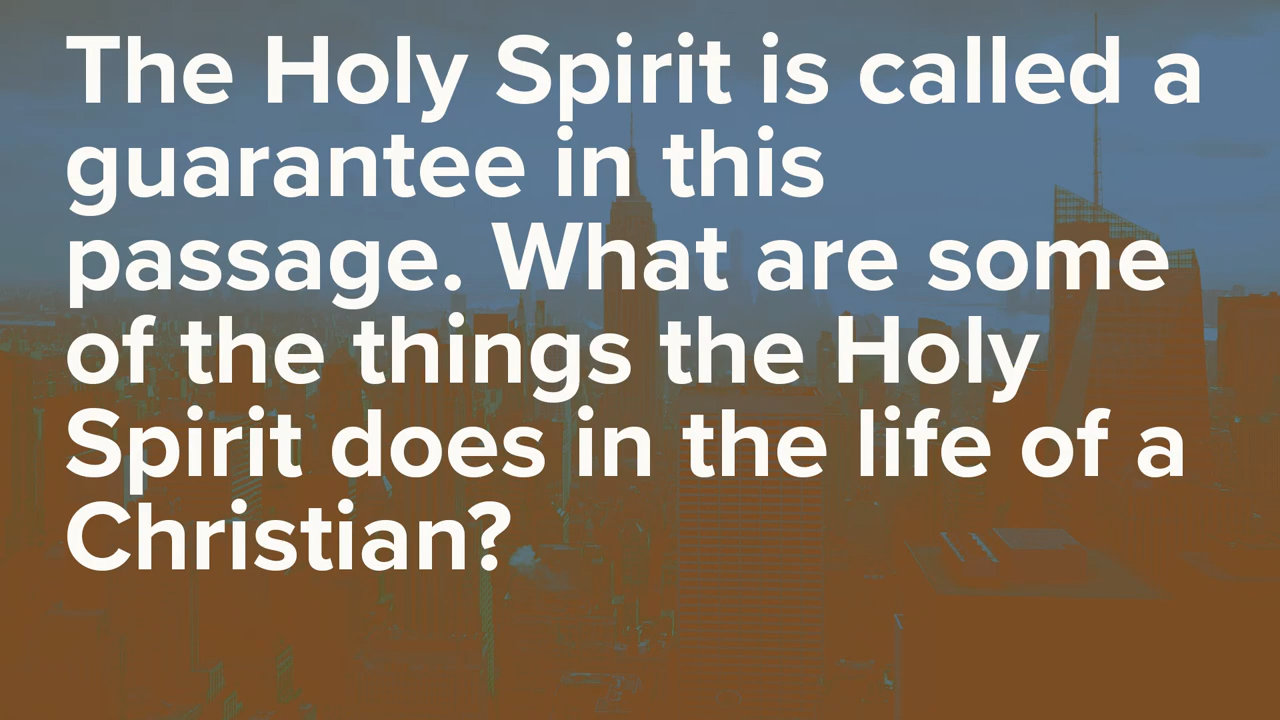 The Holy Spirit is called a
guarantee in this
passage. What are some
of the things the Holy
Spirit does in the life of a
Christian?